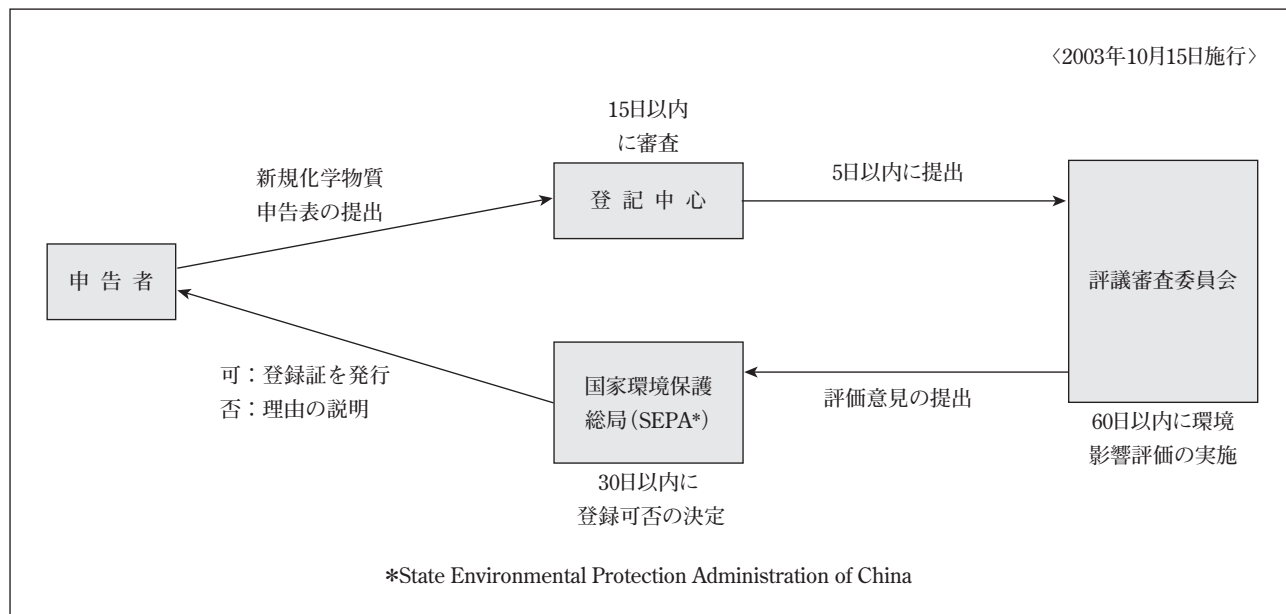 〈2003年10月15日施行〉
15日以内
に審査
新規化学物質
申告表の提出
登記中心
5日以内に提出
申告者
評議審査委員会
可：登録証を発行
否：理由の説明
国家環境保護
総局（SEPA*）
評価意見の提出
60日以内に環境
影響評価の実施
30日以内に
登録可否の決定
*State Environmental Protection Administration of China